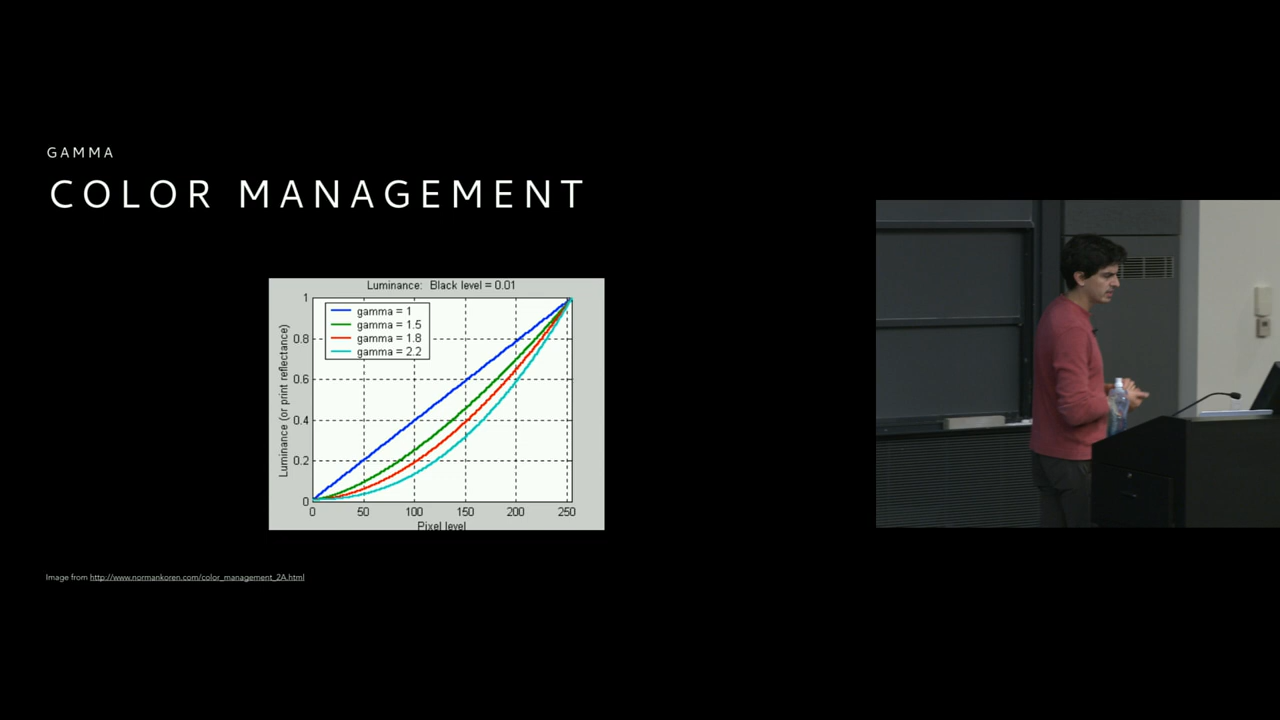 GAMMA
COLOR MANAGEMENT
Luminance: Black level = 0.01
gamma = 1
gamma = 1.5
gamma = 1.8
gamma = 2.2
Luminance (or print reflectance)
1
0.8
0.6
0.4
0.2
0
0 50 100 150 200 250
Pixel level
Image from http://www.normankoren.com/color_management_2A.html